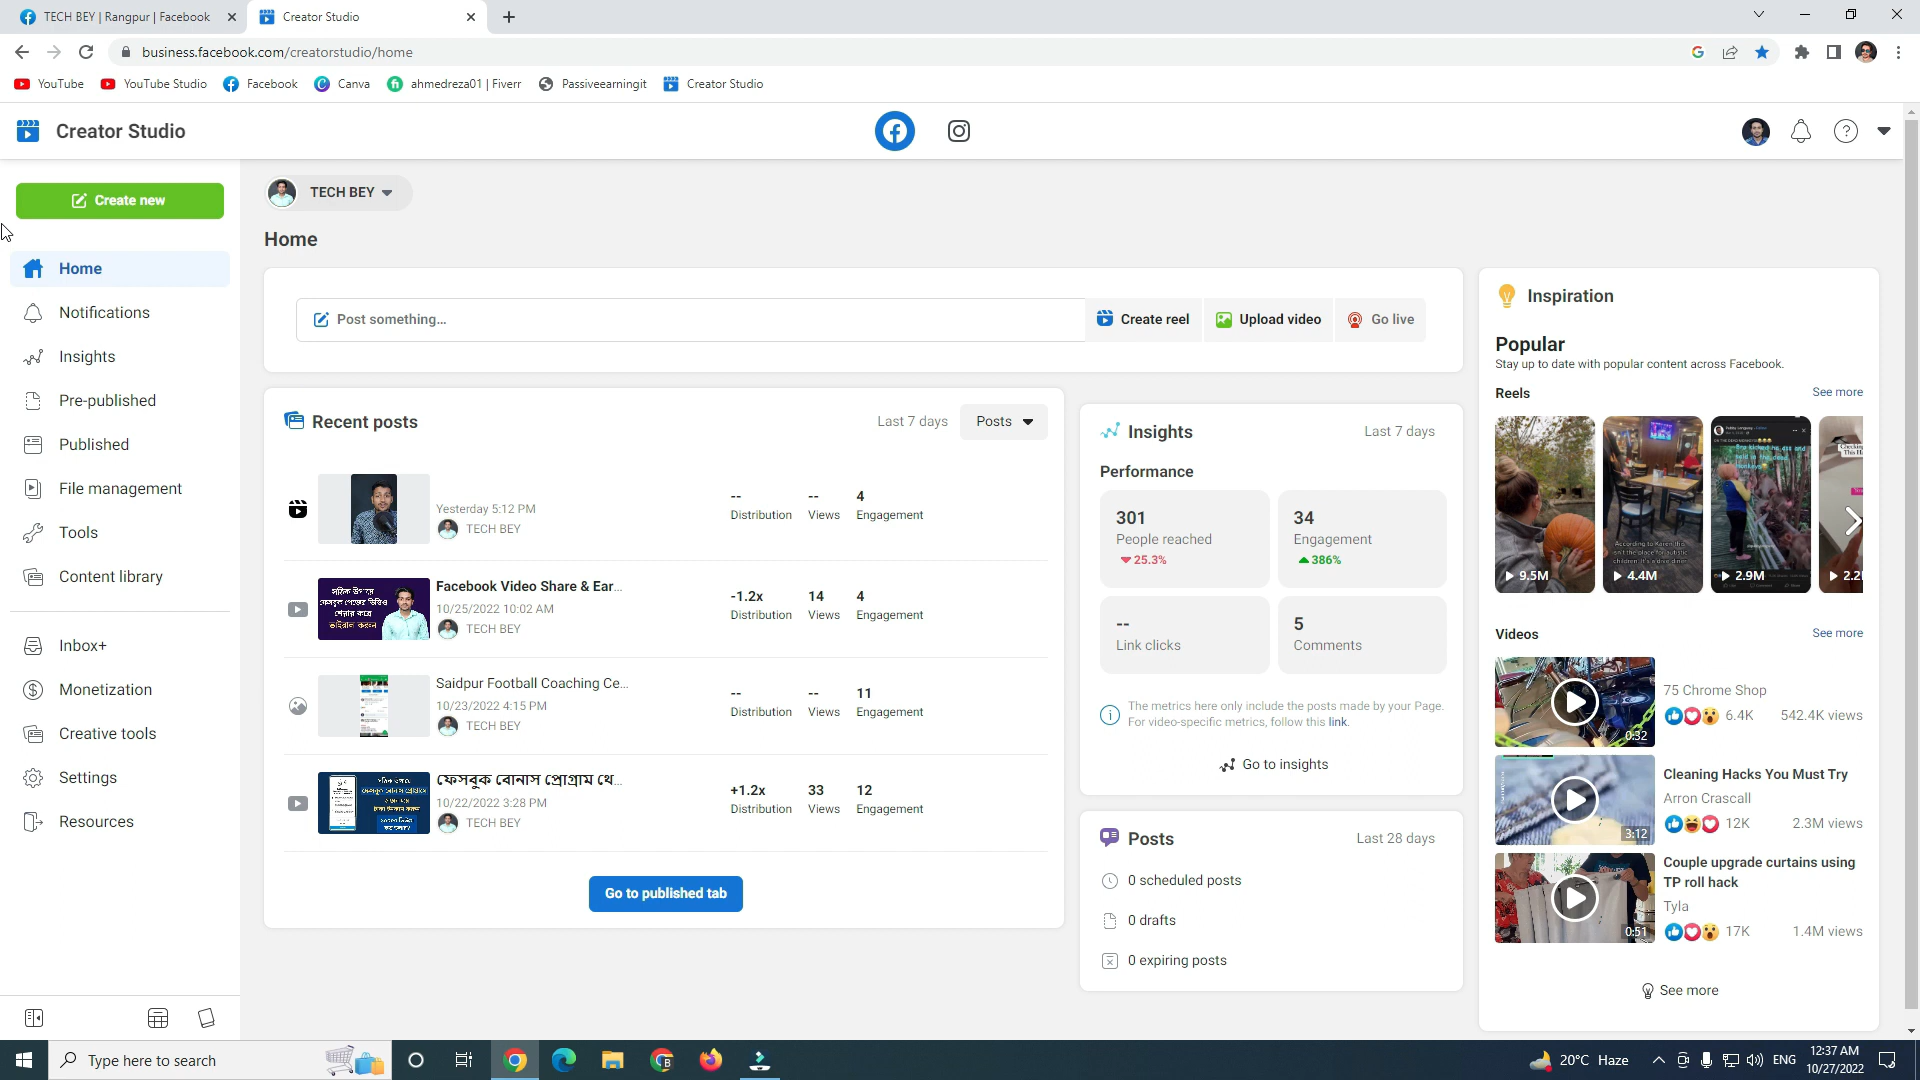 TECH BEY | Rangpur | Facebook
Creator Studio
business.facebook.com/creatorstudio/home
YouTube
YouTube Studio
Facebook
Canva
ahmedreza01 | Fiverr
Passiveearningit
Creator Studio
Creator Studio
Create new
Home
Notifications
Insights
Pre-published
Published
File management
Tools
Content library
Inbox+
Monetization
Creative tools
Settings
Resources
TECH BEY
Home
Post something...
Create reel
Upload video
Go live
Recent posts
Last 7 days
Posts
Yesterday 5:12 PM
TECH BEY
-- -- 4
Distribution Views Engagement
Facebook Video Share & Ear...
10/25/2022 10:02 AM
TECH BEY
-1.2x 14 4
Distribution Views Engagement
Saidpur Football Coaching Ce...
10/23/2022 4:15 PM
TECH BEY
-- -- 11
Distribution Views Engagement
ফেসবুক বোনাস প্রোগ্রাম থে...
10/22/2022 3:28 PM
TECH BEY
+1.2x 33 12
Distribution Views Engagement
Go to published tab
Insights
Last 7 days
Performance
301
People reached
25.3%
34
Engagement
386%
--
Link clicks
5
Comments
The metrics here only include the posts made by your Page.
For video-specific metrics, follow this link.
Go to insights
Posts
Last 28 days
0 scheduled posts
0 drafts
0 expiring posts
Inspiration
Popular
Stay up to date with popular content across Facebook.
Reels
See more
9.5M
4.4M
2.9M
Videos
See more
0:32
75 Chrome Shop
6.4K 542.4K views
3:12
Cleaning Hacks You Must Try
Arron Crascall
12K 2.3M views
0:51
Couple upgrade curtains using
TP roll hack
Tyla
17K 1.4M views
See more
Type here to search
20°C Haze
ENG
12:37 AM
10/27/2022